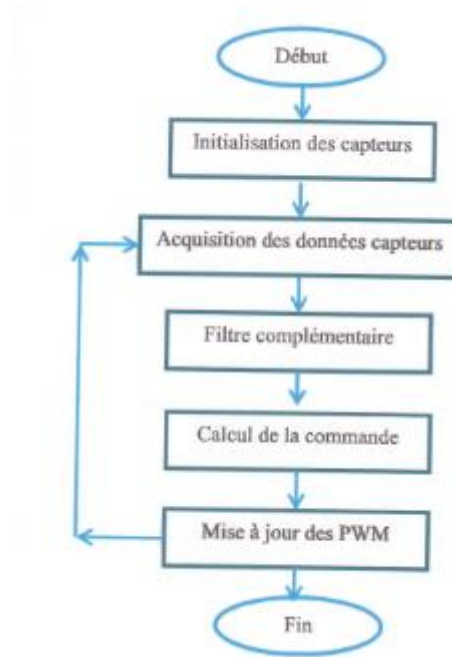 Début
Initialisation des capteurs
Acquisition des données capteurs
Filtre complémentaire
Calcul de la commande
Mise à jour des PWM
Fin